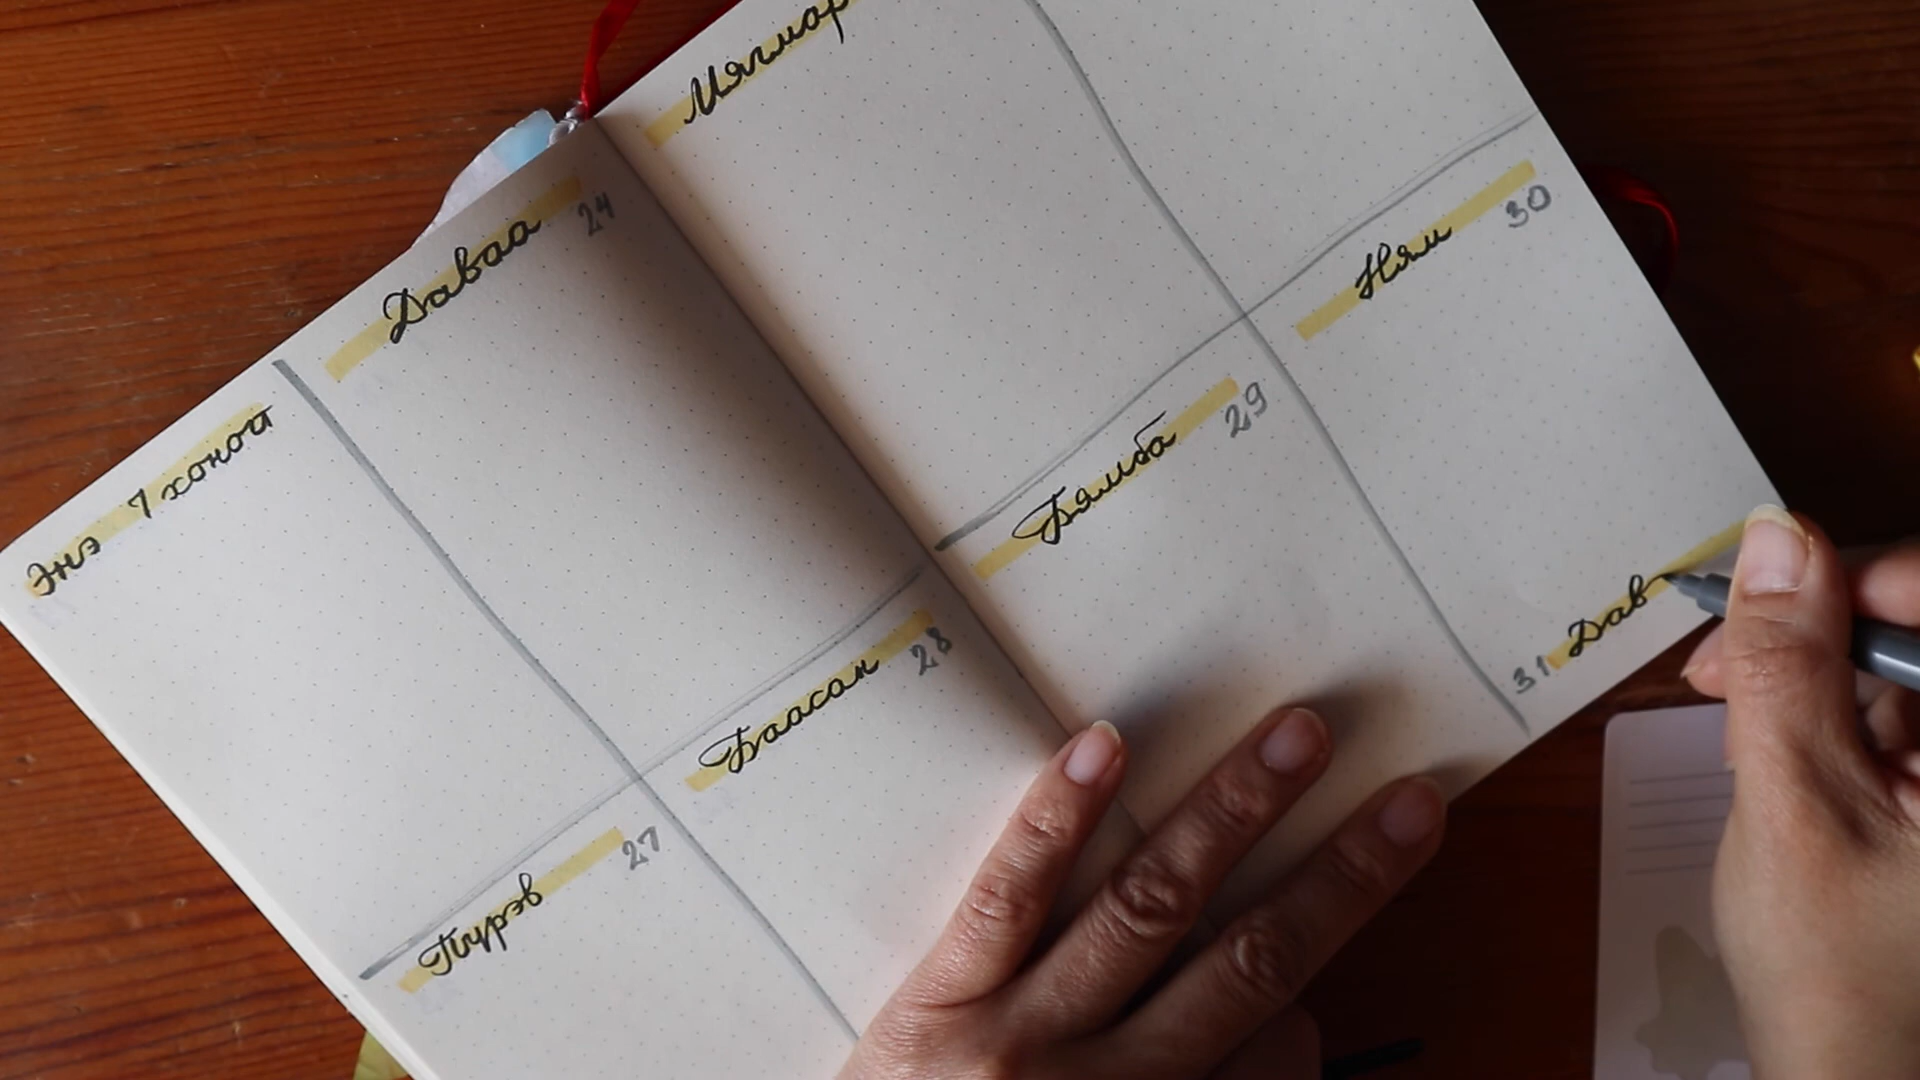 Энэ 7 хоног
Даваа 24
Мягмар
Пүрэв 27
Баасан 28
Бямба 29
Ням 30
31 Дав